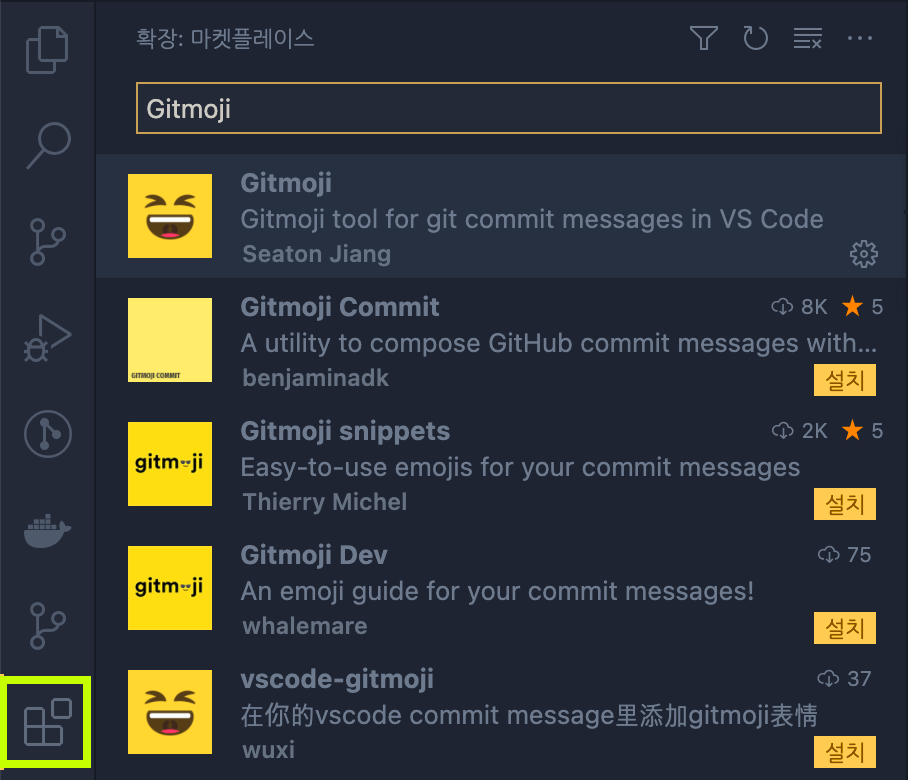 확장: 마켓플레이스
Gitmoji
Gitmoji
Gitmoji tool for git commit messages in VS Code
Seaton Jiang
Gitmoji Commit 8K 5
A utility to compose GitHub commit messages with...
GITMOJI COMMIT
benjaminadk
설치
Gitmoji snippets 2K 5
gitmoji
Easy-to-use emojis for your commit messages
Thierry Michel
설치
Gitmoji Dev 75
gitmoji
An emoji guide for your commit messages!
whalemare
설치
vscode-gitmoji 37
在你的vscode commit message里添加gitmoji表情
wuxi
설치